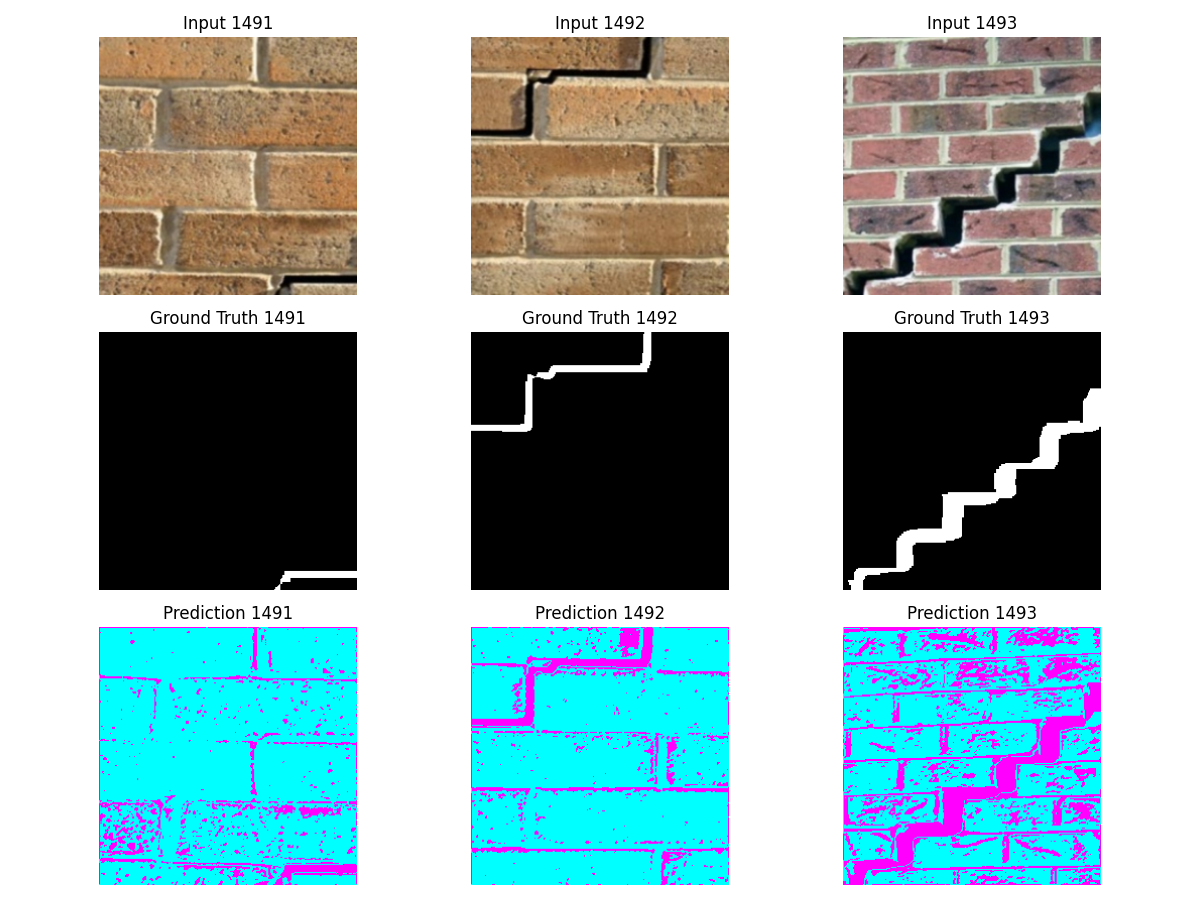 Input 1491
Input 1492
Input 1493
Ground Truth 1491
Ground Truth 1492
Ground Truth 1493
Prediction 1491
Prediction 1492
Prediction 1493